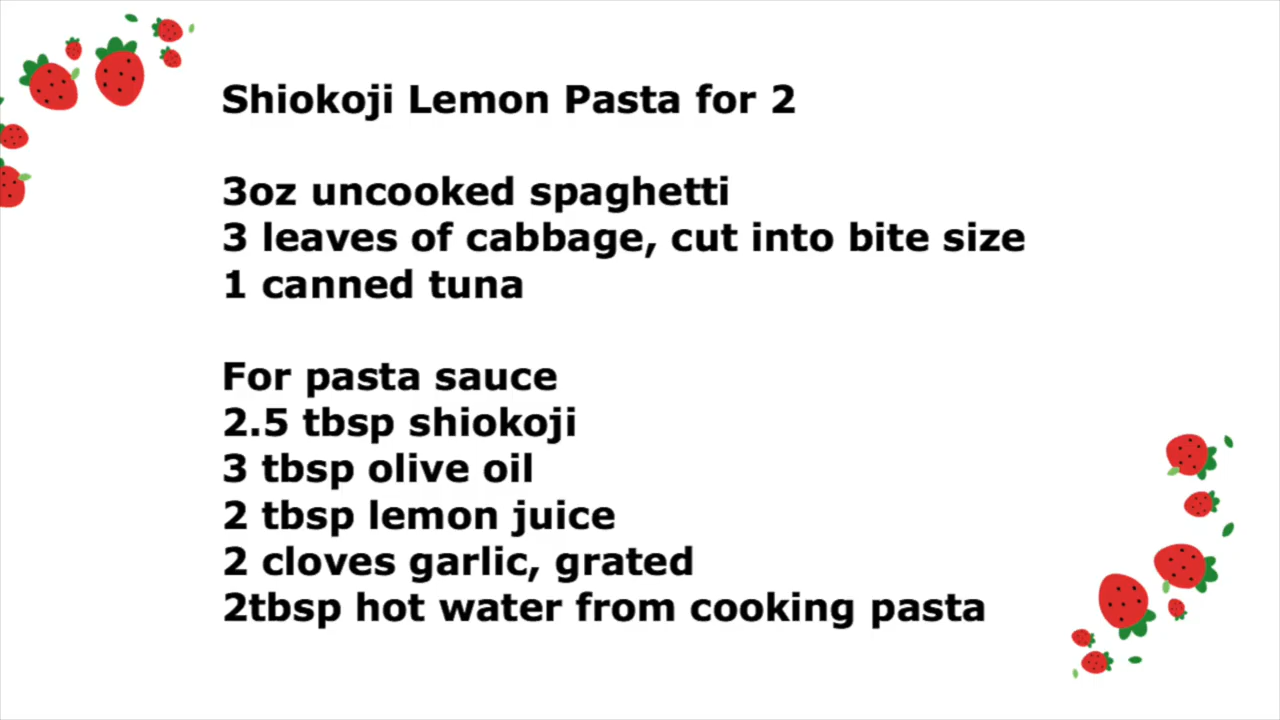 Shiokoji Lemon Pasta for 2
3oz uncooked spaghetti
3 leaves of cabbage, cut into bite size
1 canned tuna
For pasta sauce
2.5 tbsp shiokoji
3 tbsp olive oil
2 tbsp lemon juice
2 cloves garlic, grated
2tbsp hot water from cooking pasta